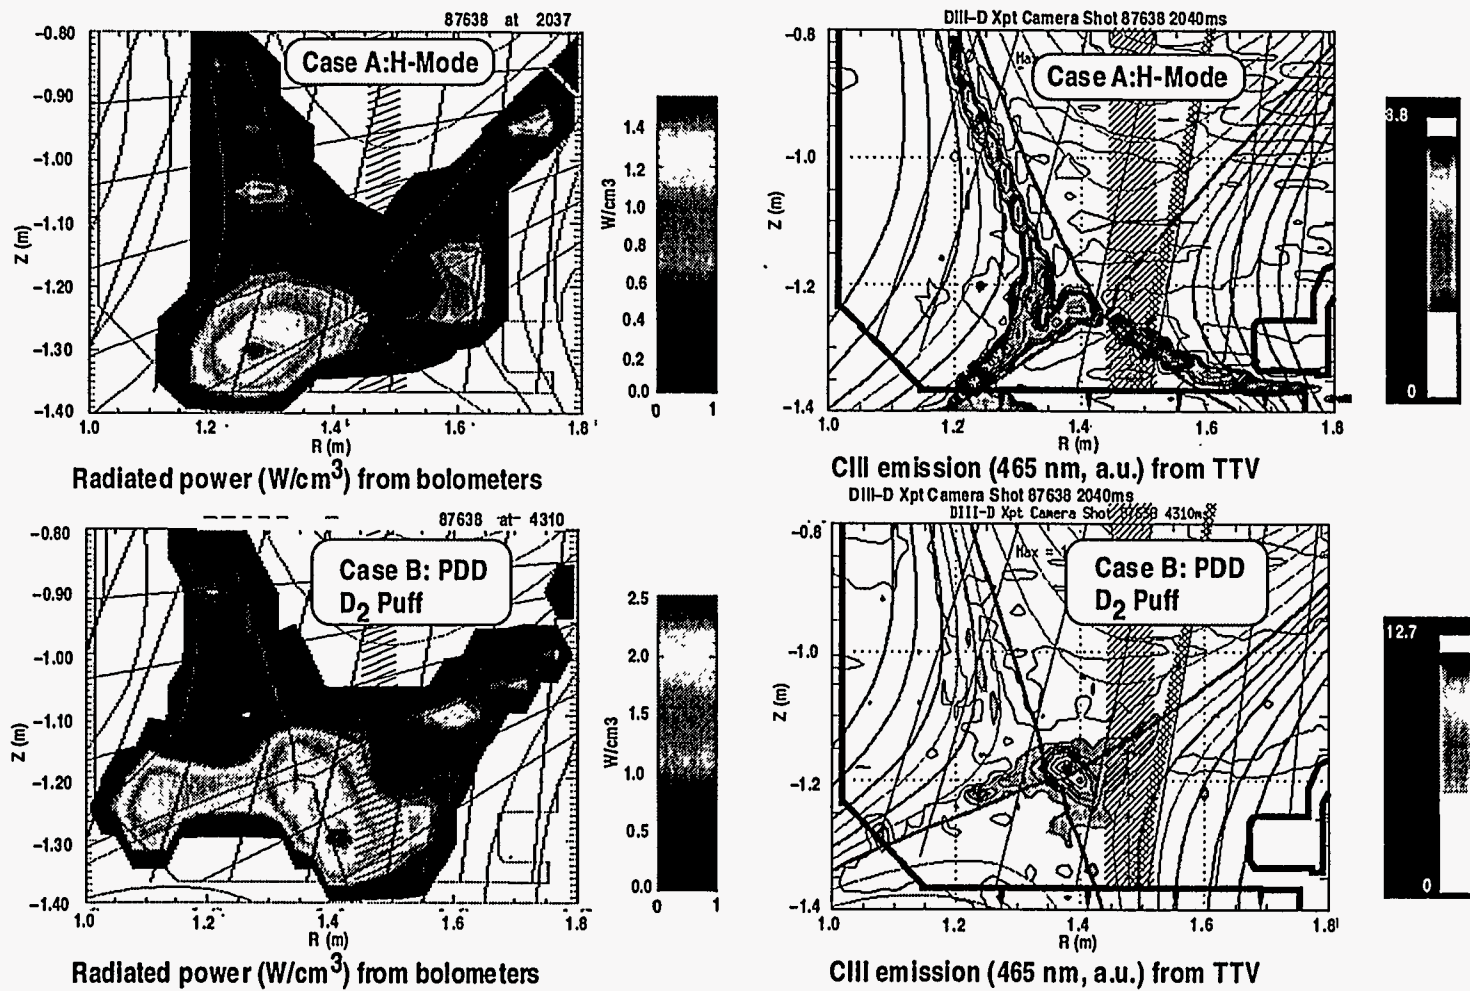 87638 at 2037
Case A:H-Mode
-0.80
-0.90
-1.00
-1.10
-1.20
-1.30
-1.40
Z (m)
1.0 1.2 1.4 1.6 1.8
R (m)
1.4
1.2
1.0
0.8
0.6
0.4
0.2
0.0
0 1
W/cm3
Radiated power (W/cm3) from bolometers
DIII-D Xpt Camera Shot 87638 2040ms
Max
Case A:H-Mode
-0.8
-1.0
-1.2
-1.4
Z (m)
1.0 1.2 1.4 1.6 1.8
R (m)
3.8
0
CIII emission (465 nm, a.u.) from TTV
87638 at 4310
Case B: PDD
D2 Puff
-0.80
-0.90
-1.00
-1.10
-1.20
-1.30
-1.40
Z (m)
1.0 1.2 1.4 1.6 1.8
R (m)
2.5
2.0
1.5
1.0
0.5
0.0
0 1
W/cm3
Radiated power (W/cm3) from bolometers
DIII-D Xpt Camera Shot 87638 2040ms
DIII-D Xpt Camera Shot 87638 4310ms
Max = 1
Case B: PDD
D2 Puff
-0.8
-1.0
-1.2
-1.4
Z (m)
1.0 1.2 1.4 1.6 1.8
R (m)
12.7
0
CIII emission (465 nm, a.u.) from TTV